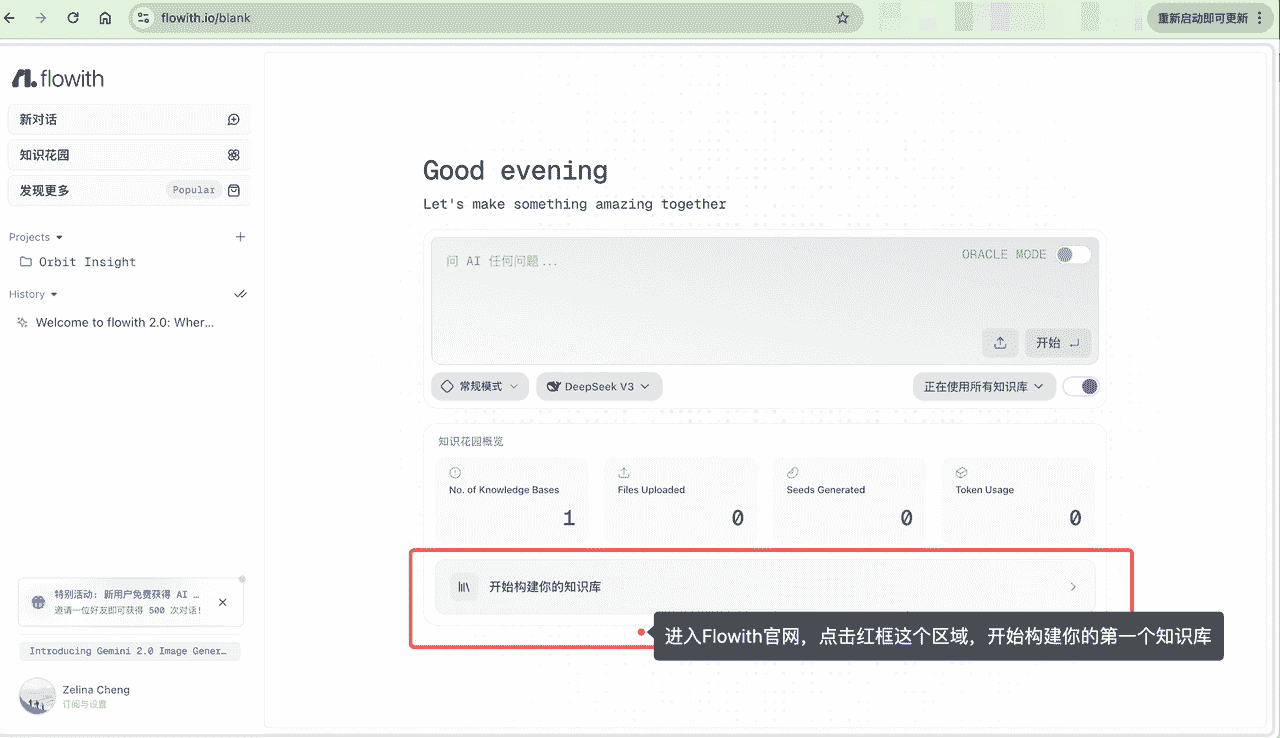 flowith.io/blank
重新启动即可更新
flowith
新对话
知识花园
发现更多 Popular
Projects
Orbit Insight
History
Welcome to flowith 2.0: Wher...
特别活动: 新用户免费获得 AI …
邀请一位好友即可获得 500 次对话!
Introducing Gemini 2.0 Image Gener…
Zelina Cheng
订阅与设置
Good evening
Let's make something amazing together
问 AI 任何问题...
ORACLE MODE
开始
常规模式
DeepSeek V3
正在使用所有知识库
知识花园概览
No. of Knowledge Bases
1
Files Uploaded
0
Seeds Generated
0
Token Usage
0
开始构建你的知识库
进入Flowith官网，点击红框这个区域，开始构建你的第一个知识库